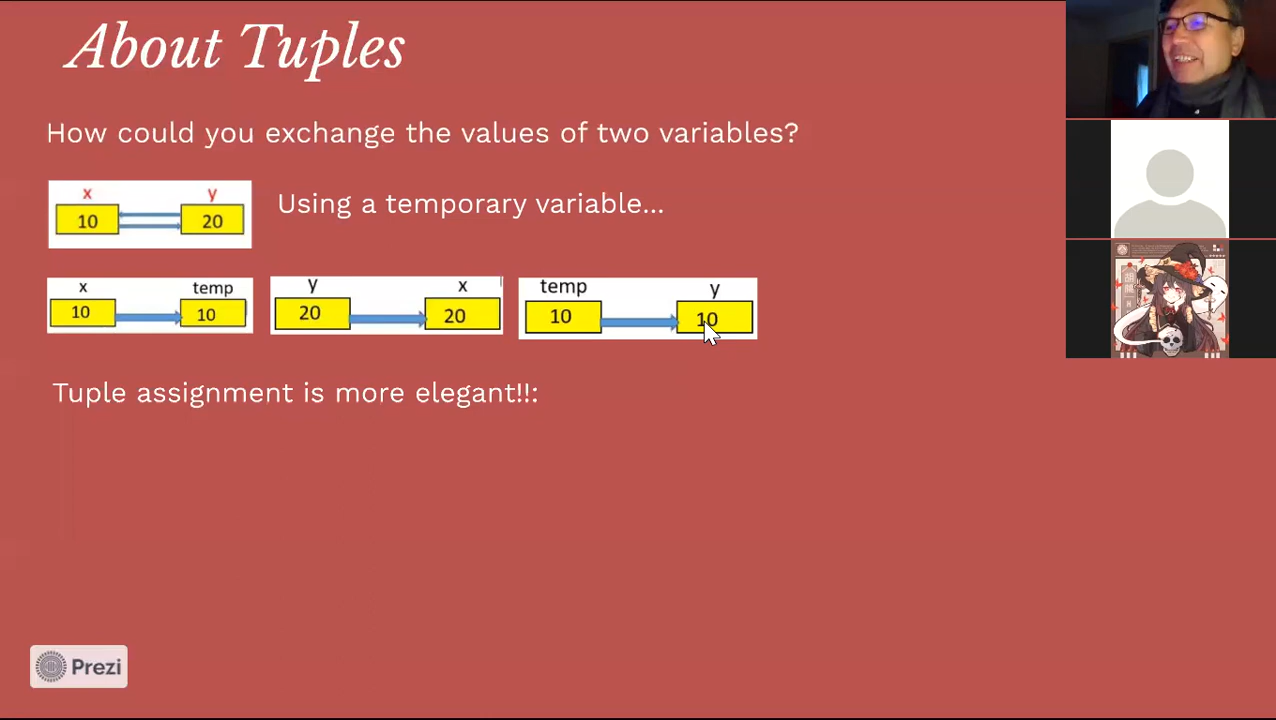 About Tuples
How could you exchange the values of two variables?
x y
10 20
Using a temporary variable...
x temp
10 10
y x
20 20
temp y
10 10
Tuple assignment is more elegant!!:
Prezi